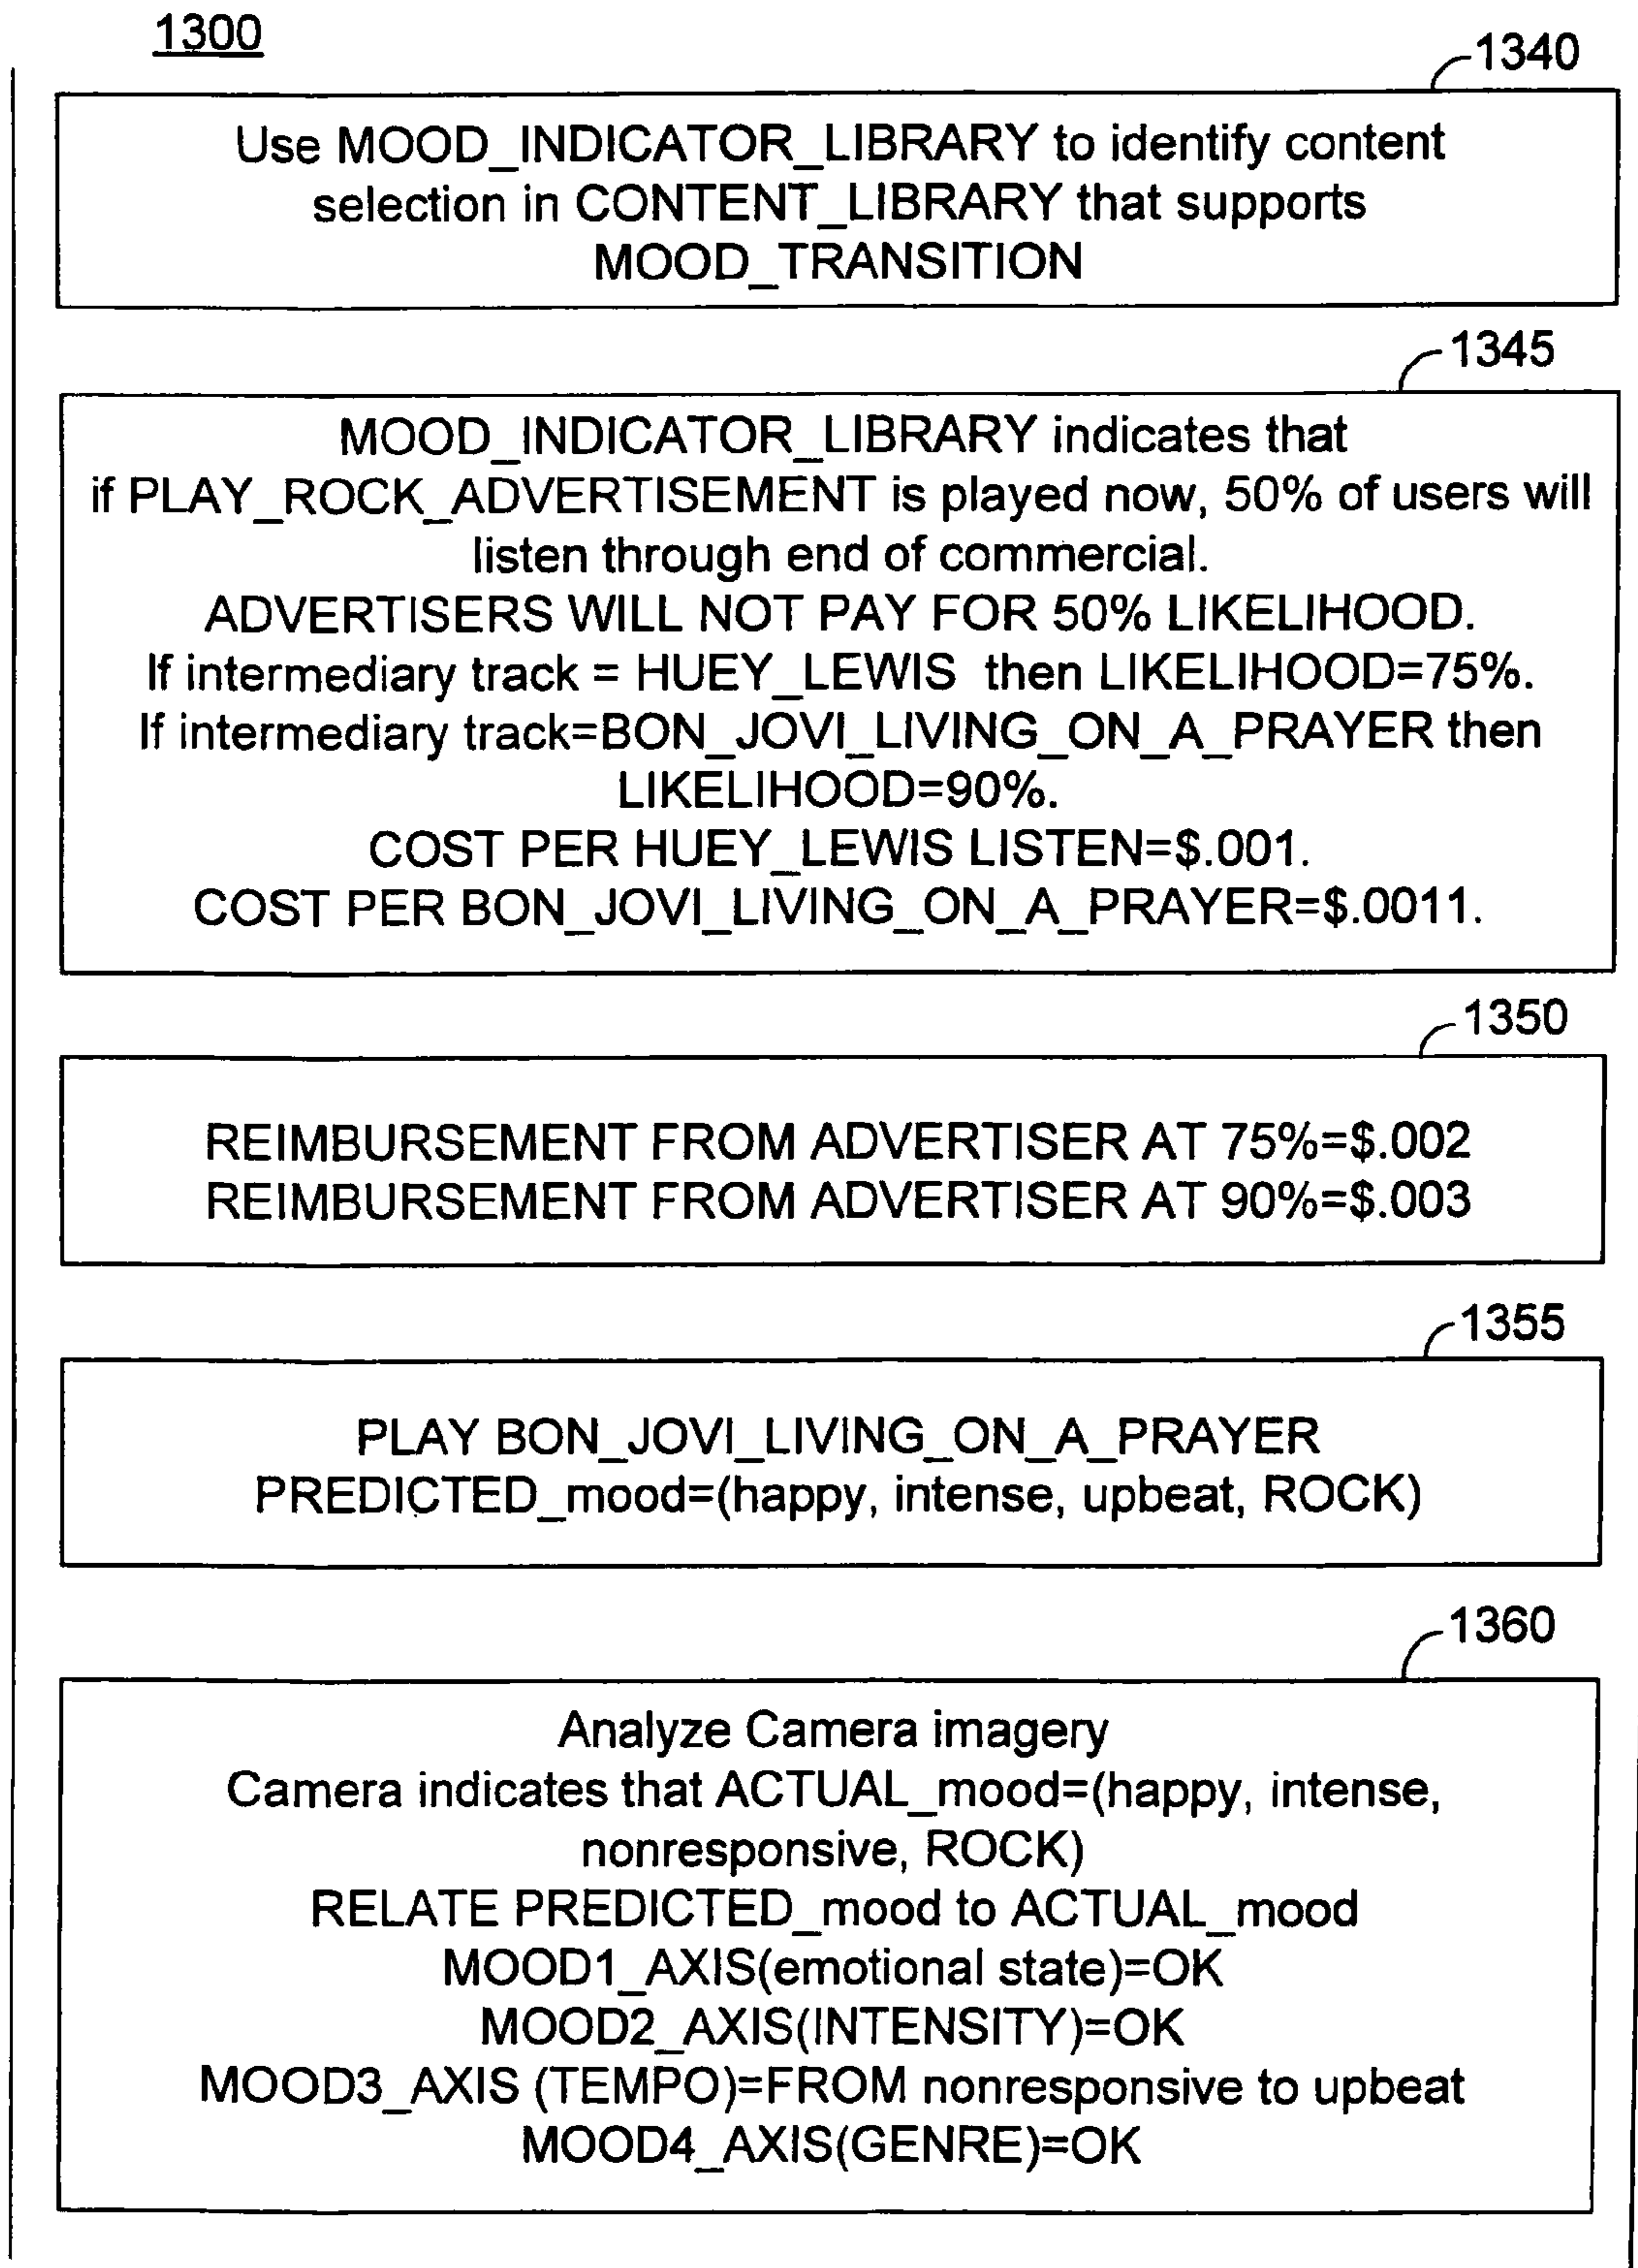 1300
1340
Use MOOD_INDICATOR_LIBRARY to identify content
selection in CONTENT_LIBRARY that supports
MOOD_TRANSITION
1345
MOOD_INDICATOR_LIBRARY indicates that
if PLAY_ROCK_ADVERTISEMENT is played now, 50% of users will
listen through end of commercial.
ADVERTISERS WILL NOT PAY FOR 50% LIKELIHOOD.
If intermediary track = HUEY_LEWIS then LIKELIHOOD=75%.
If intermediary track=BON_JOVI_LIVING_ON_A_PRAYER then
LIKELIHOOD=90%.
COST PER HUEY_LEWIS LISTEN=$.001.
COST PER BON_JOVI_LIVING_ON_A_PRAYER=$.0011.
1350
REIMBURSEMENT FROM ADVERTISER AT 75%=$.002
REIMBURSEMENT FROM ADVERTISER AT 90%=$.003
1355
PLAY BON_JOVI_LIVING_ON_A_PRAYER
PREDICTED_mood=(happy, intense, upbeat, ROCK)
1360
Analyze Camera imagery
Camera indicates that ACTUAL_mood=(happy, intense,
nonresponsive, ROCK)
RELATE PREDICTED_mood to ACTUAL_mood
MOOD1_AXIS(emotional state)=OK
MOOD2_AXIS(INTENSITY)=OK
MOOD3_AXIS (TEMPO)=FROM nonresponsive to upbeat
MOOD4_AXIS(GENRE)=OK